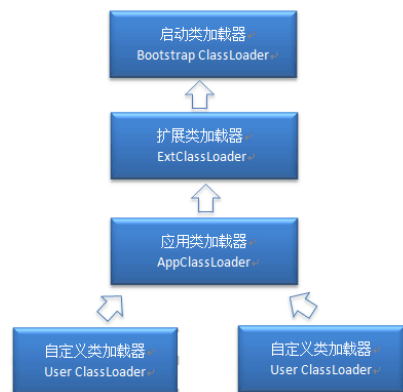 启动类加载器
Bootstrap ClassLoader
扩展类加载器
ExtClassLoader
应用类加载器
AppClassLoader
自定义类加载器
User ClassLoader
自定义类加载器
User ClassLoader